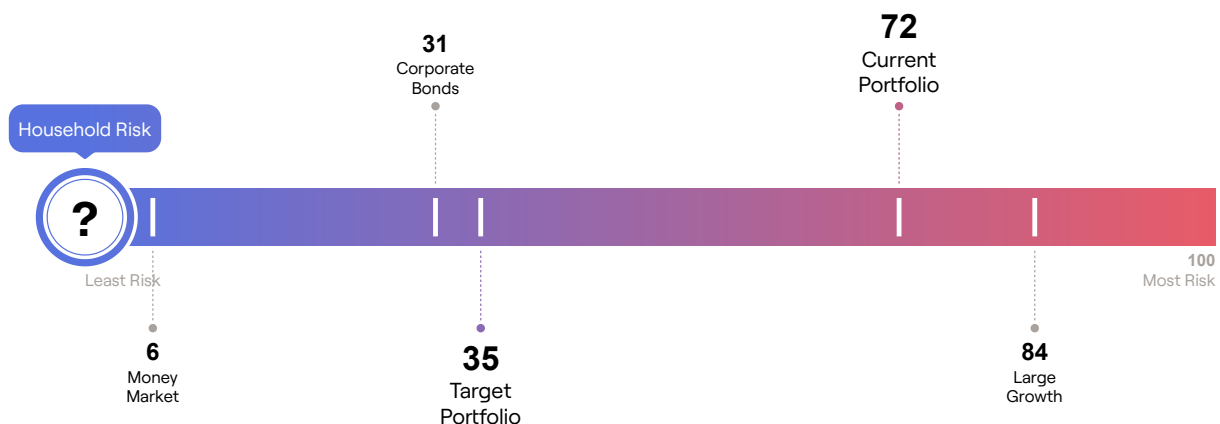 72
Current
Portfolio
31
Corporate
Bonds
Household Risk
?
100
Least Risk
Most Risk
6
Money
Market
35
Target
Portfolio
84
Large
Growth